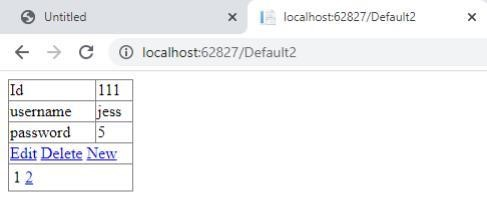 Untitled
localhost:62827/Default2
localhost:62827/Default2
Id 111
username jess
password 5
Edit Delete New
1 2